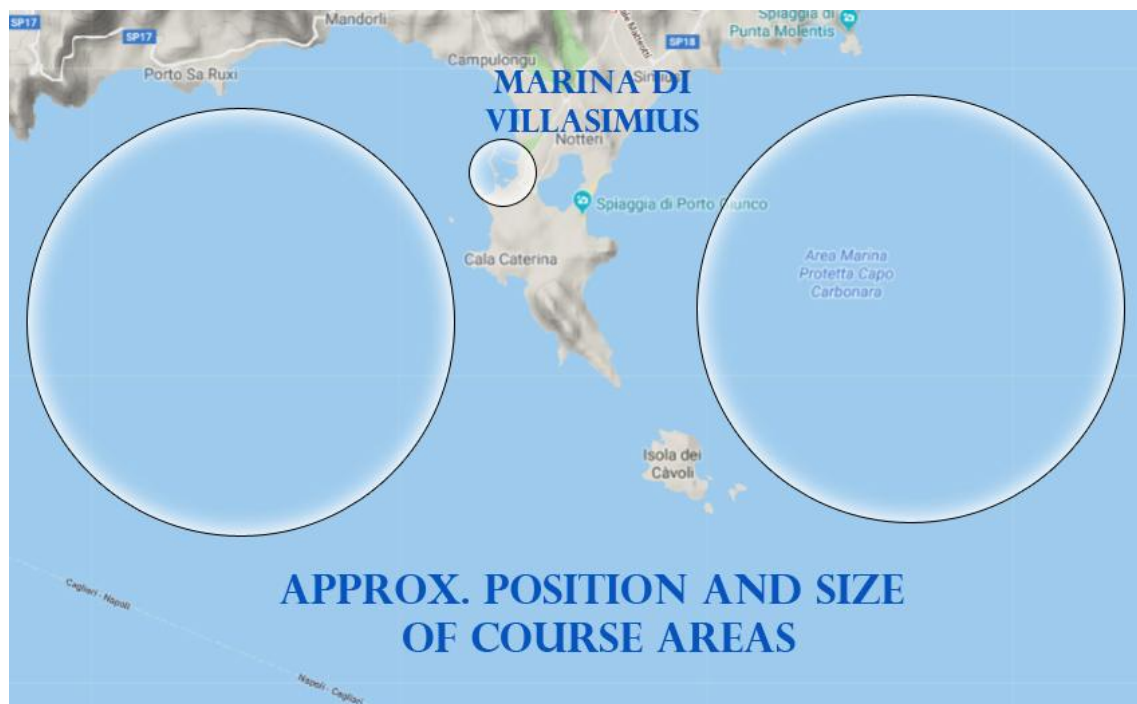 SP17
SP17
Mandorli
Porto Sa Ruxi
Campulongu
SP18
Spiaggia di
Punta Molentis
MARINA DI
VILLASIMIUS
Notteri
Spiaggia di Porto Giunco
Cala Caterina
Area Marina
Protetta Capo
Carbonara
Isola dei
Càvoli
Cagliari - Napoli
APPROX. POSITION AND SIZE
OF COURSE AREAS
Napoli - Cagliari